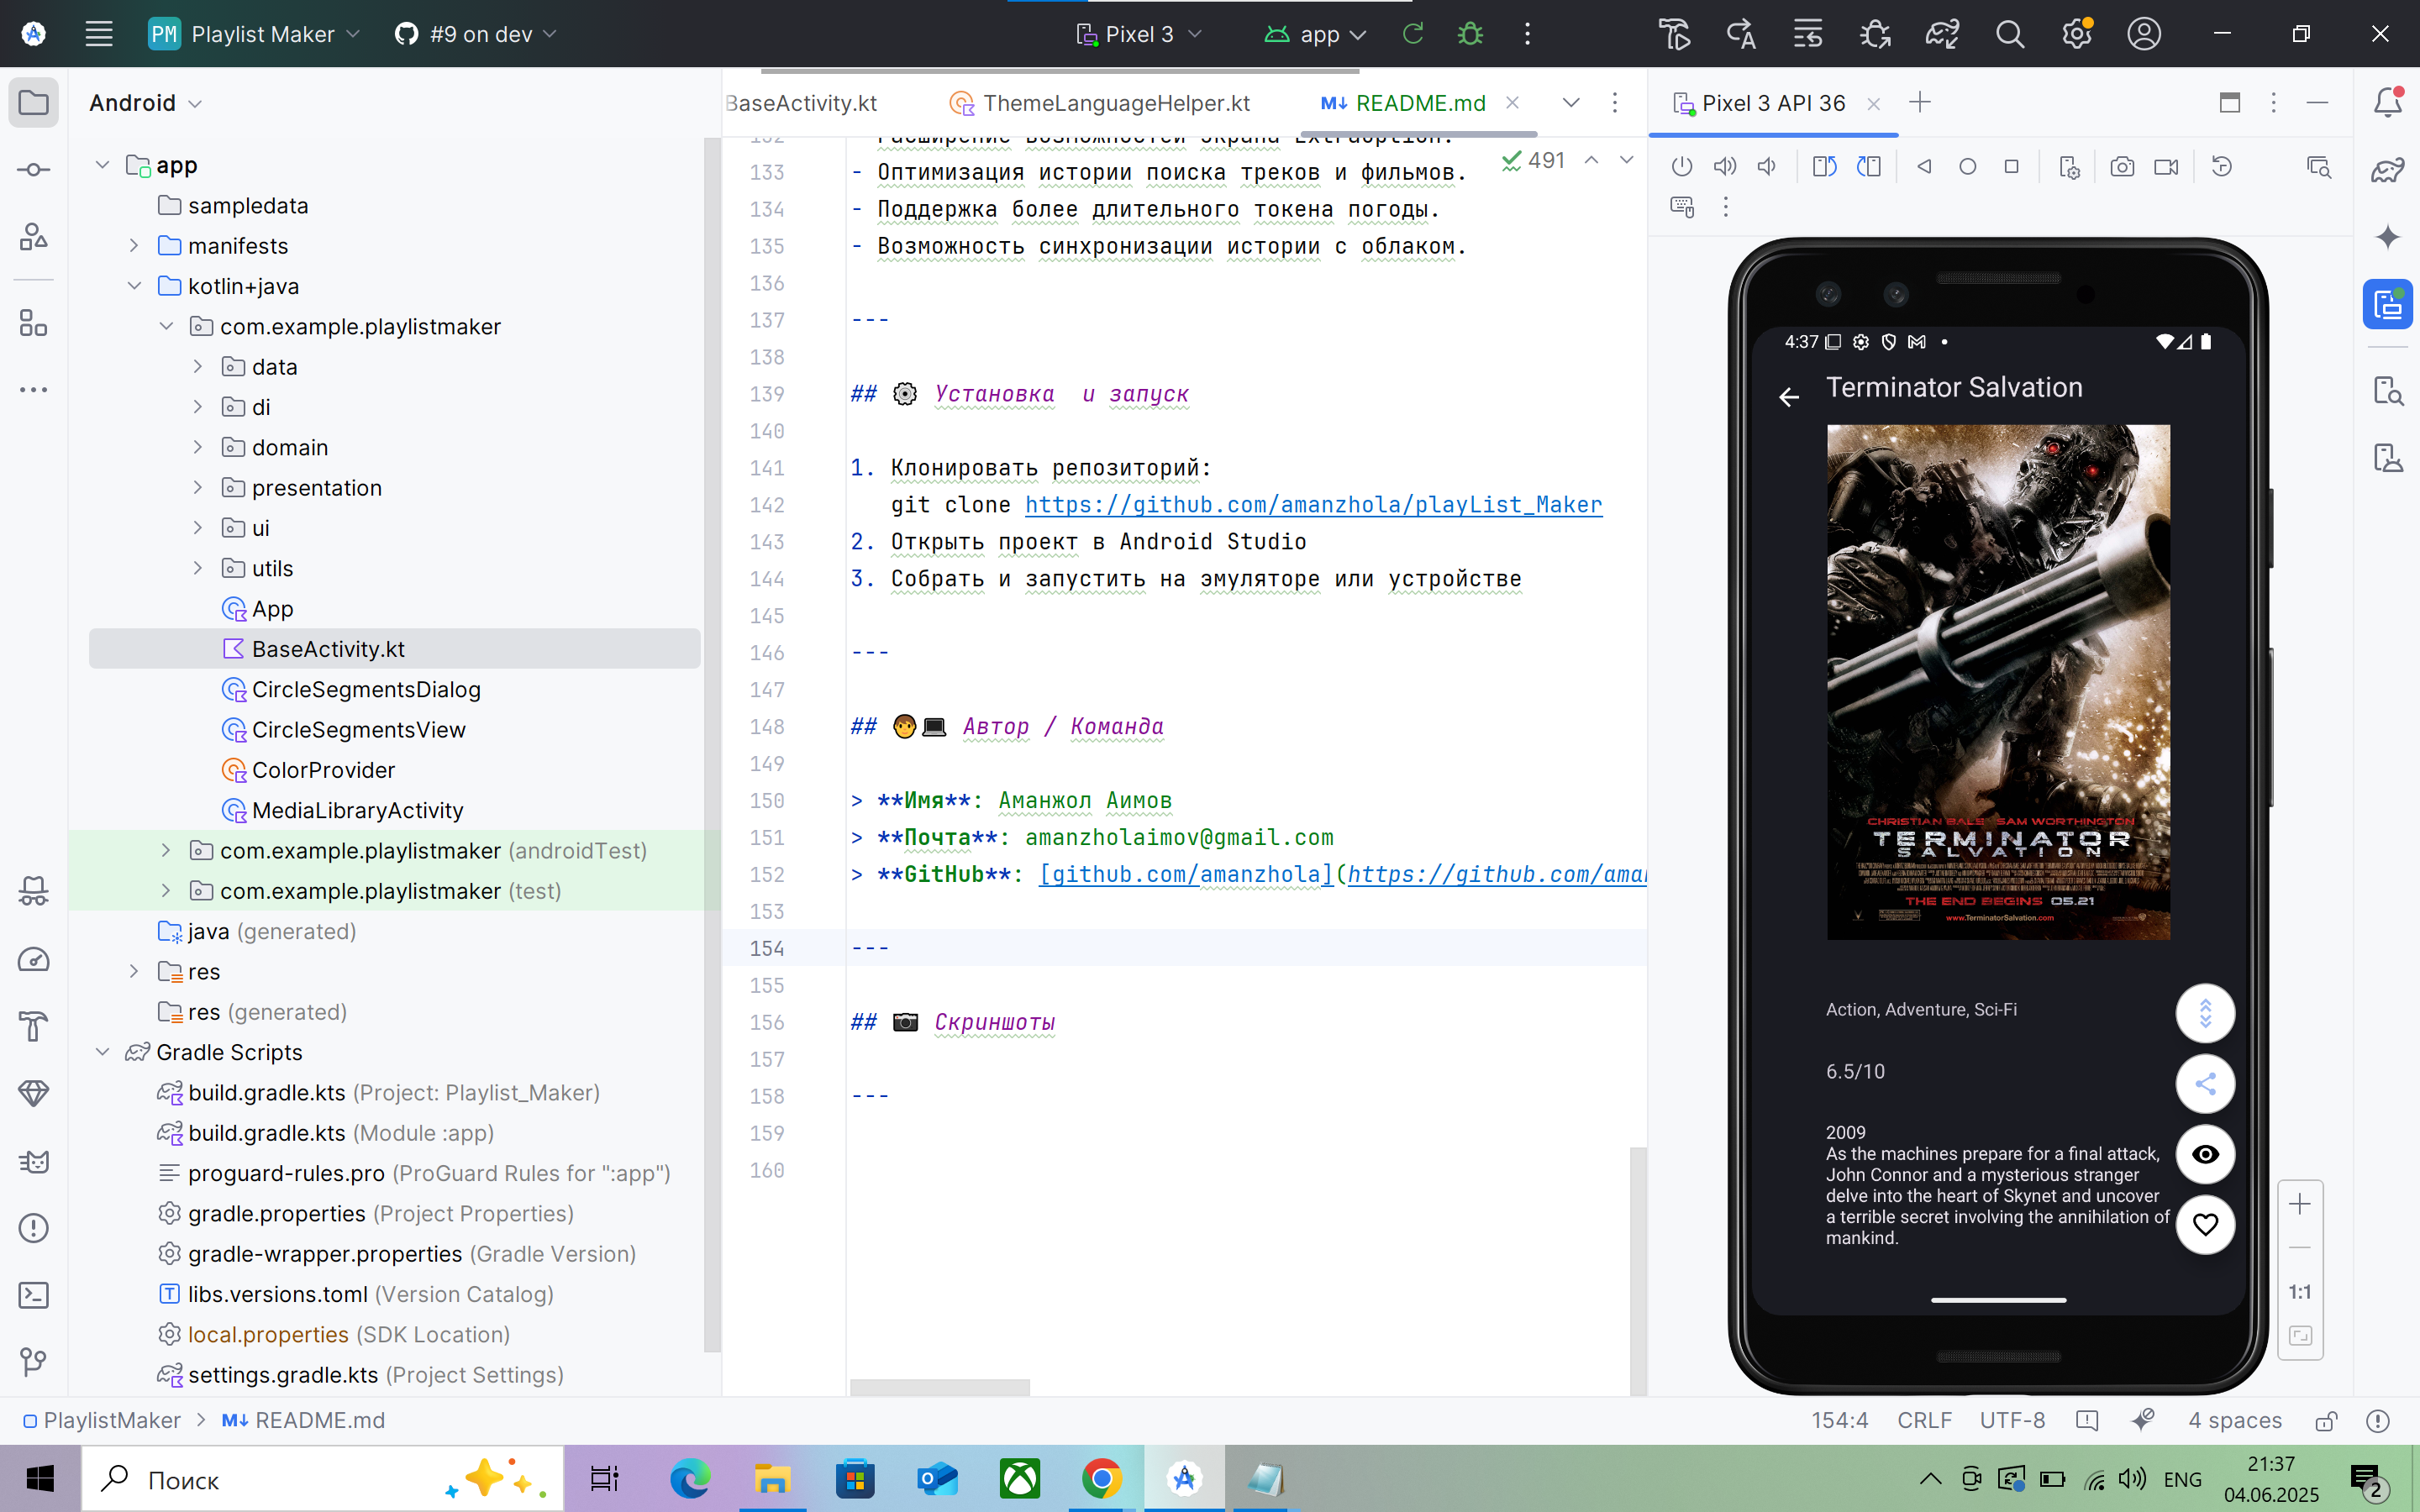 PM Playlist Maker
#9 on dev
Pixel 3
app
Android
app
sampledata
manifests
kotlin+java
com.example.playlistmaker
data
di
domain
presentation
ui
utils
App
BaseActivity.kt
CircleSegmentsDialog
CircleSegmentsView
ColorProvider
MediaLibraryActivity
com.example.playlistmaker (androidTest)
com.example.playlistmaker (test)
java (generated)
res
res (generated)
Gradle Scripts
build.gradle.kts (Project: Playlist_Maker)
build.gradle.kts (Module :app)
proguard-rules.pro (ProGuard Rules for ":app")
gradle.properties (Project Properties)
gradle-wrapper.properties (Gradle Version)
libs.versions.toml (Version Catalog)
local.properties (SDK Location)
settings.gradle.kts (Project Settings)
BaseActivity.kt
ThemeLanguageHelper.kt
M↓ README.md
491
132 Расширение возможностей экрана ExtraOption.
133 - Оптимизация истории поиска треков и фильмов.
134 - Поддержка более длительного токена погоды.
135 - Возможность синхронизации истории с облаком.
136
137 ---
138
139 ## ⚙️ Установка  и запуск
140
141 1. Клонировать репозиторий:
142 git clone https://github.com/amanzhola/playList_Maker
143 2. Открыть проект в Android Studio
144 3. Собрать и запустить на эмуляторе или устройстве
145
146 ---
147
148 ## 🧑💻 Автор / Команда
149
150 > **Имя**: Аманжол Аимов
151 > **Почта**: amanzholaimov@gmail.com
152 > **GitHub**: [github.com/amanzhola](https://github.com/ama
153
154 ---
155
156 ## 📷 Скриншоты
157
158 ---
159
160
Pixel 3 API 36
4:37
Terminator Salvation
CHRISTIAN BALE SAM WORTHINGTON
TERMINATOR
SALVATION
THE END BEGINS 05.21
www.TerminatorSalvation.com
Action, Adventure, Sci-Fi
6.5/10
2009
As the machines prepare for a final attack,
John Connor and a mysterious stranger
delve into the heart of Skynet and uncover
a terrible secret involving the annihilation of
mankind.
1:1
PlaylistMaker > M↓ README.md
154:4 CRLF UTF-8 4 spaces
Поиск
ENG
21:37
04.06.2025
2